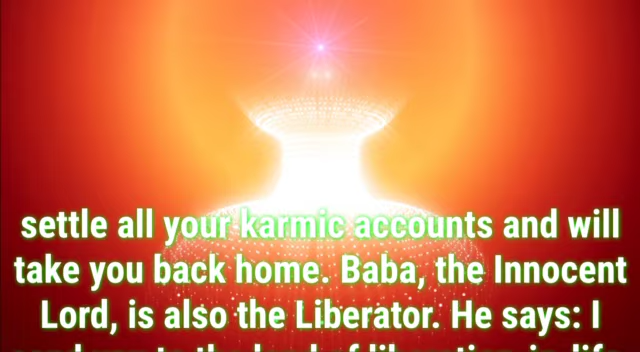 settle all your karmic accounts and will
take you back home. Baba, the Innocent
Lord, is also the Liberator. He says: I